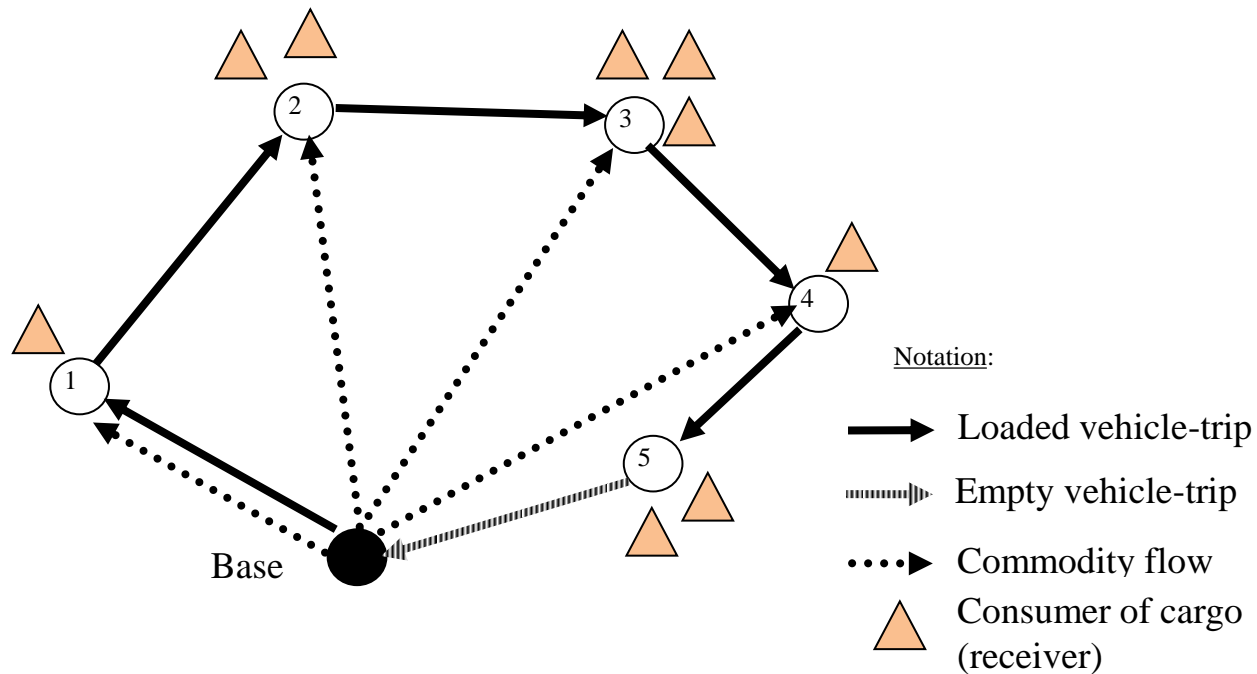 2
3
4
1
5
Base
Notation:
Loaded vehicle-trip
Empty vehicle-trip
Commodity flow
Consumer of cargo
(receiver)